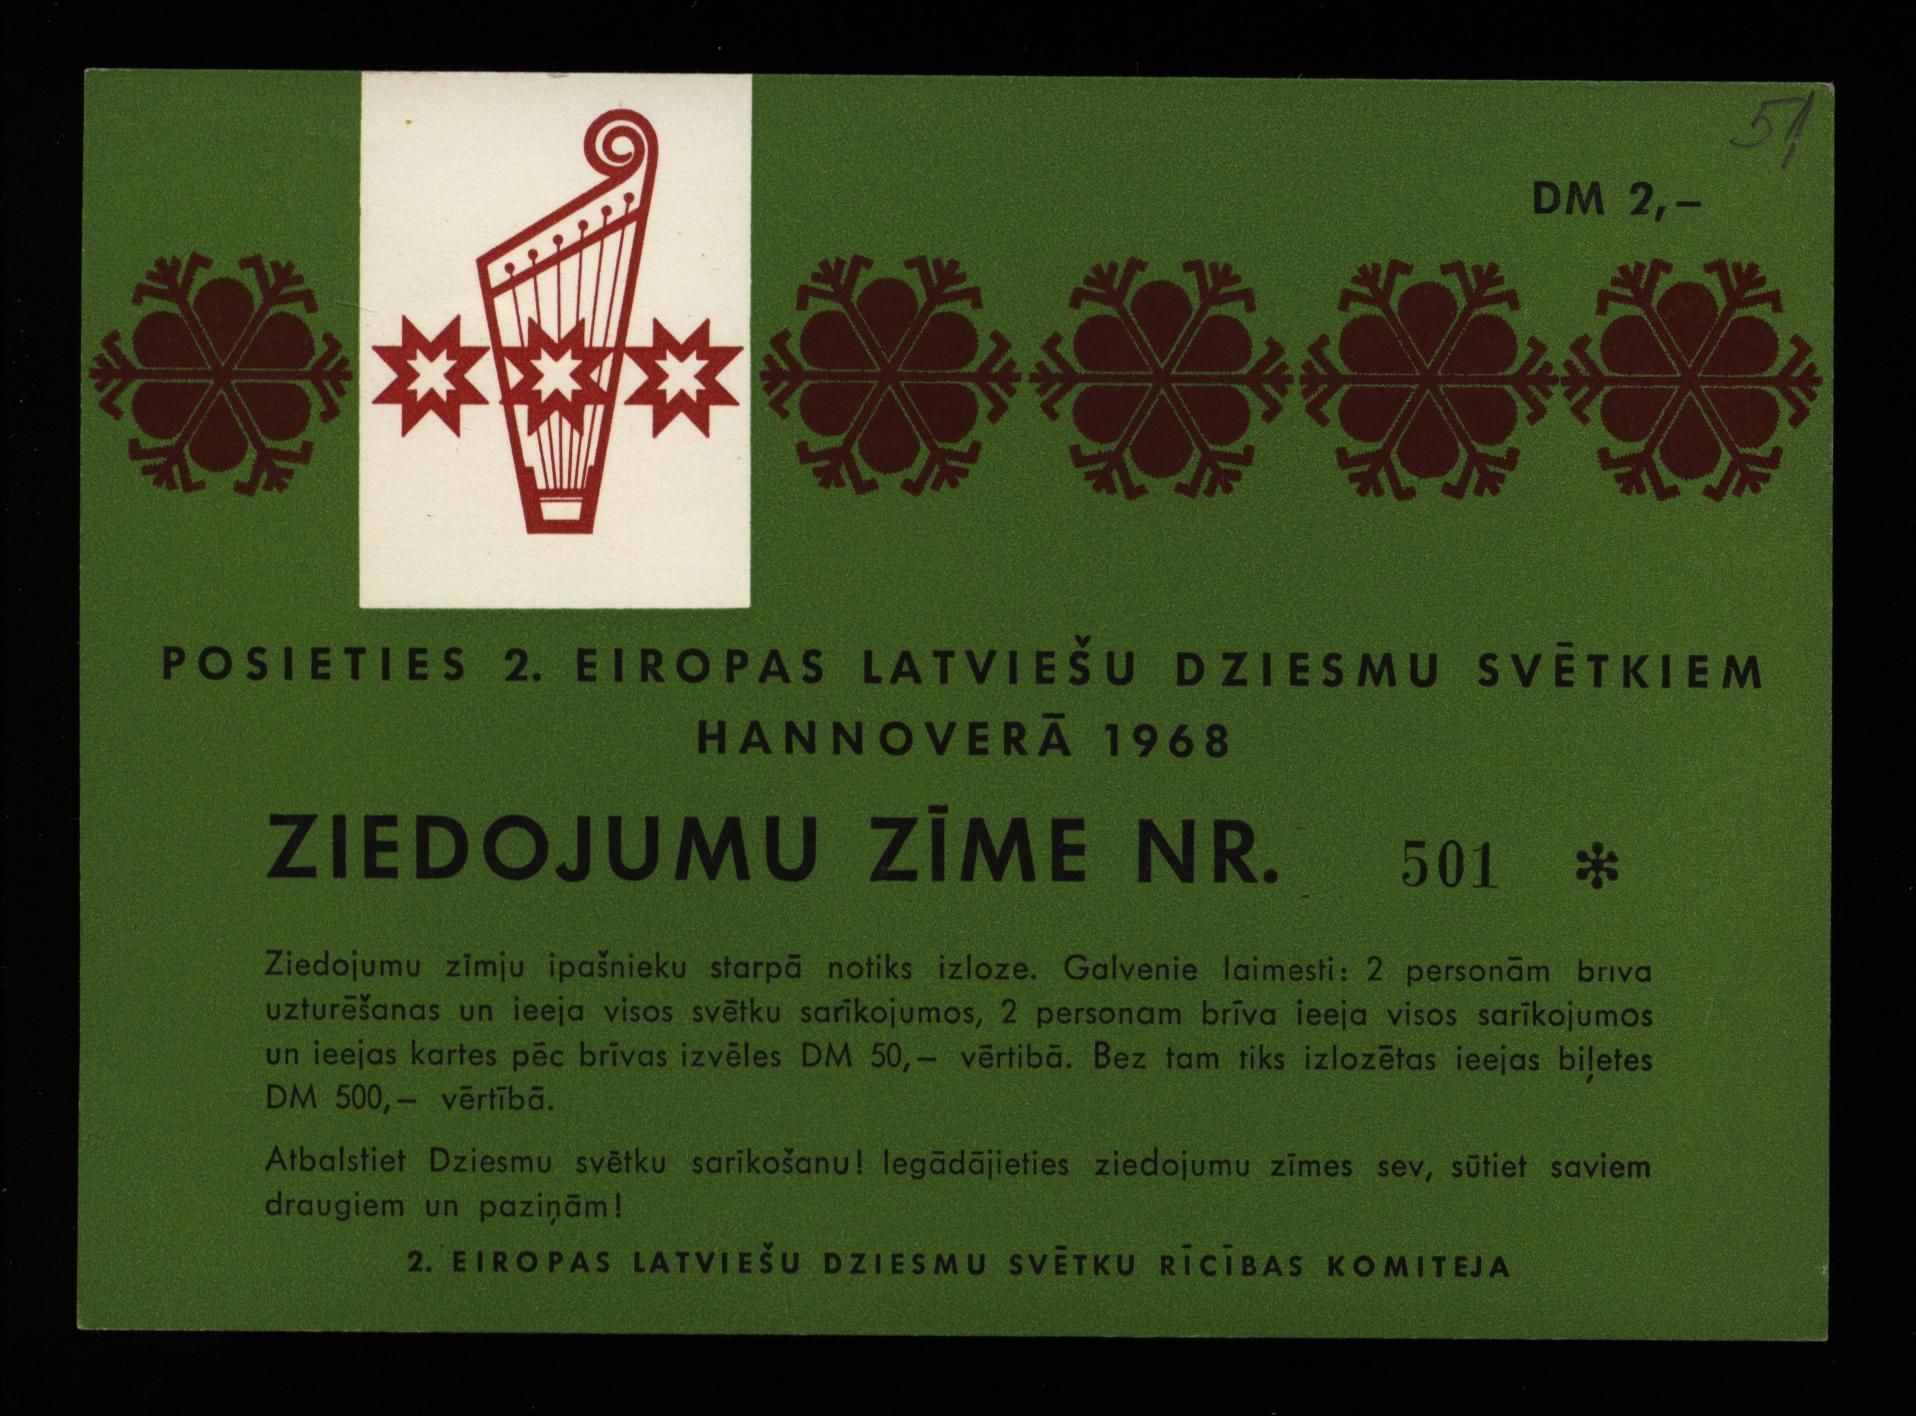 51
DM 2,–
POSIETIES 2. EIROPAS LATVIEŠU DZIESMU SVĒTKIEM
HANNOVERĀ 1968
ZIEDOJUMU ZĪME NR. 501 *
Ziedojumu zīmju ipašnieku starpā notiks izloze. Galvenie laimesti: 2 personām brīva
uzturēšanas un ieeja visos svētku sarīkojumos, 2 personam brīva ieeja visos sarīkojumos
un ieejas kartes pēc brīvas izvēles DM 50,– vērtibā. Bez tam tiks izlozētas ieejas biļetes
DM 500,– vērtībā.
Atbalstiet Dziesmu svētku sarīkošanu! Iegādājieties ziedojumu zīmes sev, sūtiet saviem
draugiem un paziņām!
2. EIROPAS LATVIEŠU DZIESMU SVĒTKU RĪCĪBAS KOMITEJA